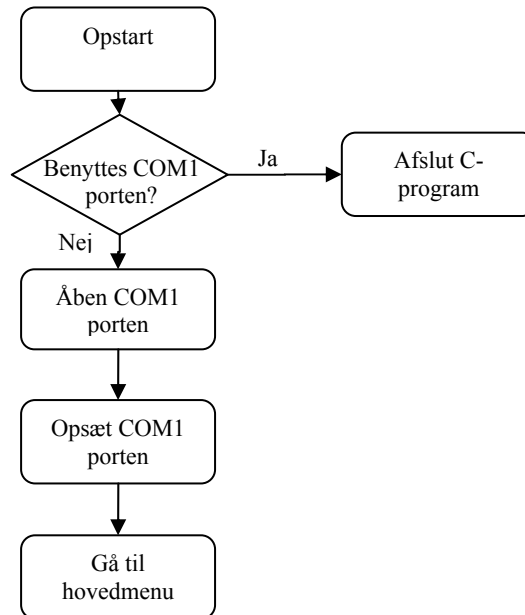 Opstart
Benyttes COM1
porten?
Ja
Afslut C-
program
Nej
Åben COM1
porten
Opsæt COM1
porten
Gå til
hovedmenu